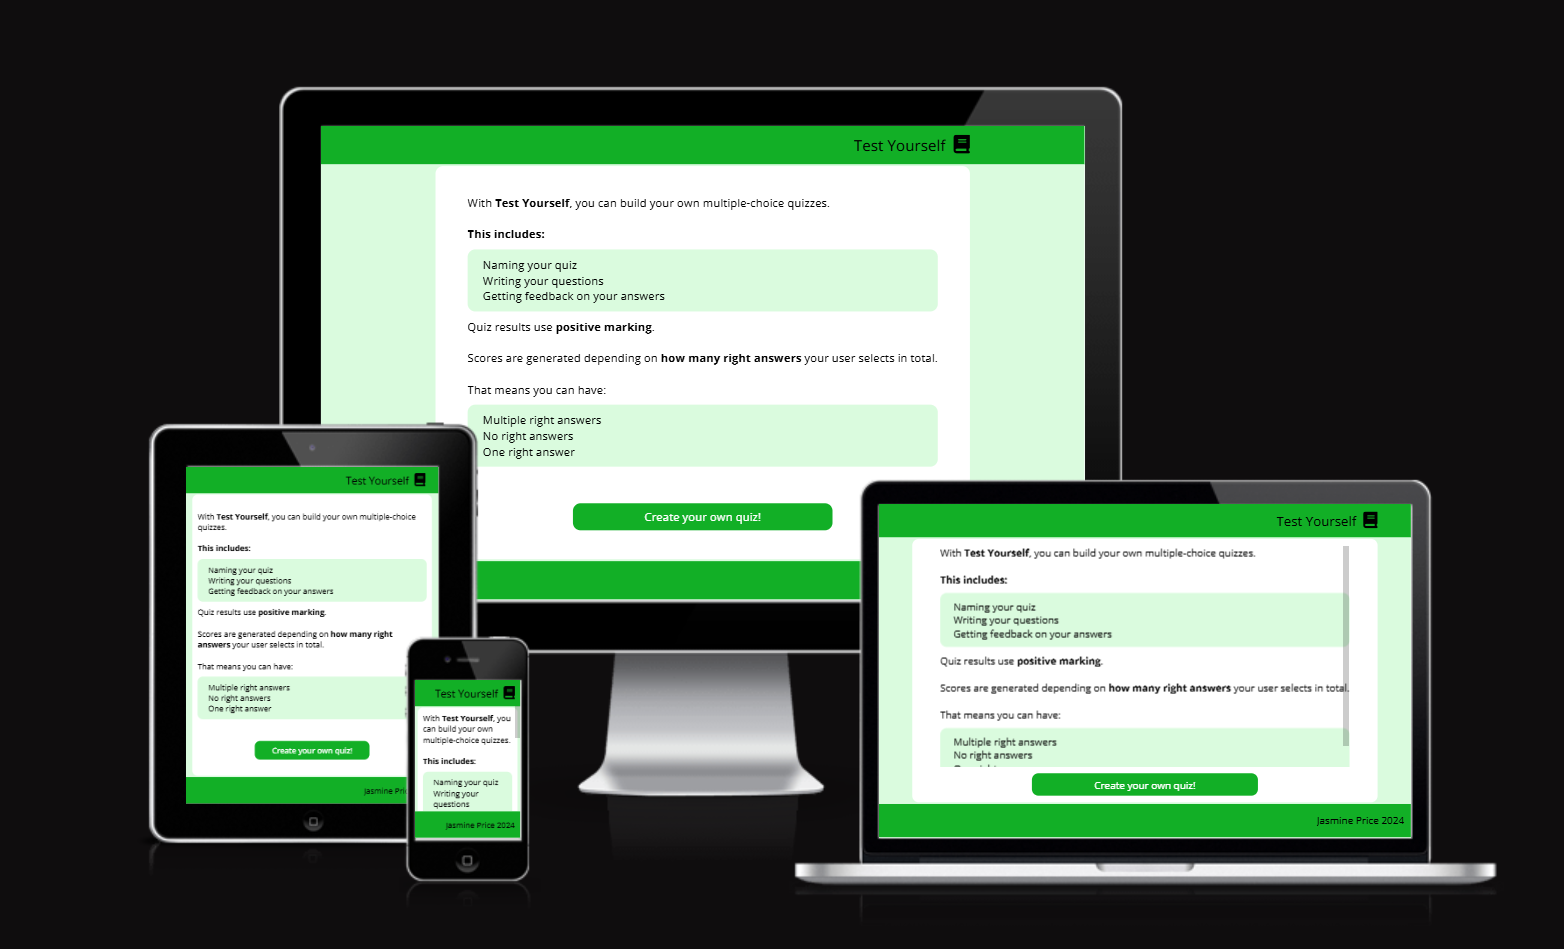 Test Yourself
With Test Yourself, you can build your own multiple-choice quizzes.
This includes:
Naming your quiz
Writing your questions
Getting feedback on your answers
Quiz results use positive marking.
Scores are generated depending on how many right answers your user selects in total.
That means you can have:
Multiple right answers
No right answers
One right answer
Create your own quiz!
Test Yourself
With Test Yourself, you can build your own multiple-choice
quizzes.
This includes:
Naming your quiz
Writing your questions
Getting feedback on your answers
Quiz results use positive marking.
Scores are generated depending on how many right
answers your user selects in total.
That means you can have:
Multiple right answers
No right answers
One right answer
Create your own quiz!
Jasmine
Test Yourself
With Test Yourself, you
can build your own
multiple-choice quizzes.
This includes:
Naming your quiz
Writing your
questions
Jasmine Price 2024
Test Yourself
With Test Yourself, you can build your own multiple-choice quizzes.
This includes:
Naming your quiz
Writing your questions
Getting feedback on your answers
Quiz results use positive marking.
Scores are generated depending on how many right answers your user selects in total.
That means you can have:
Multiple right answers
No right answers
Create your own quiz!
Jasmine Price 2024